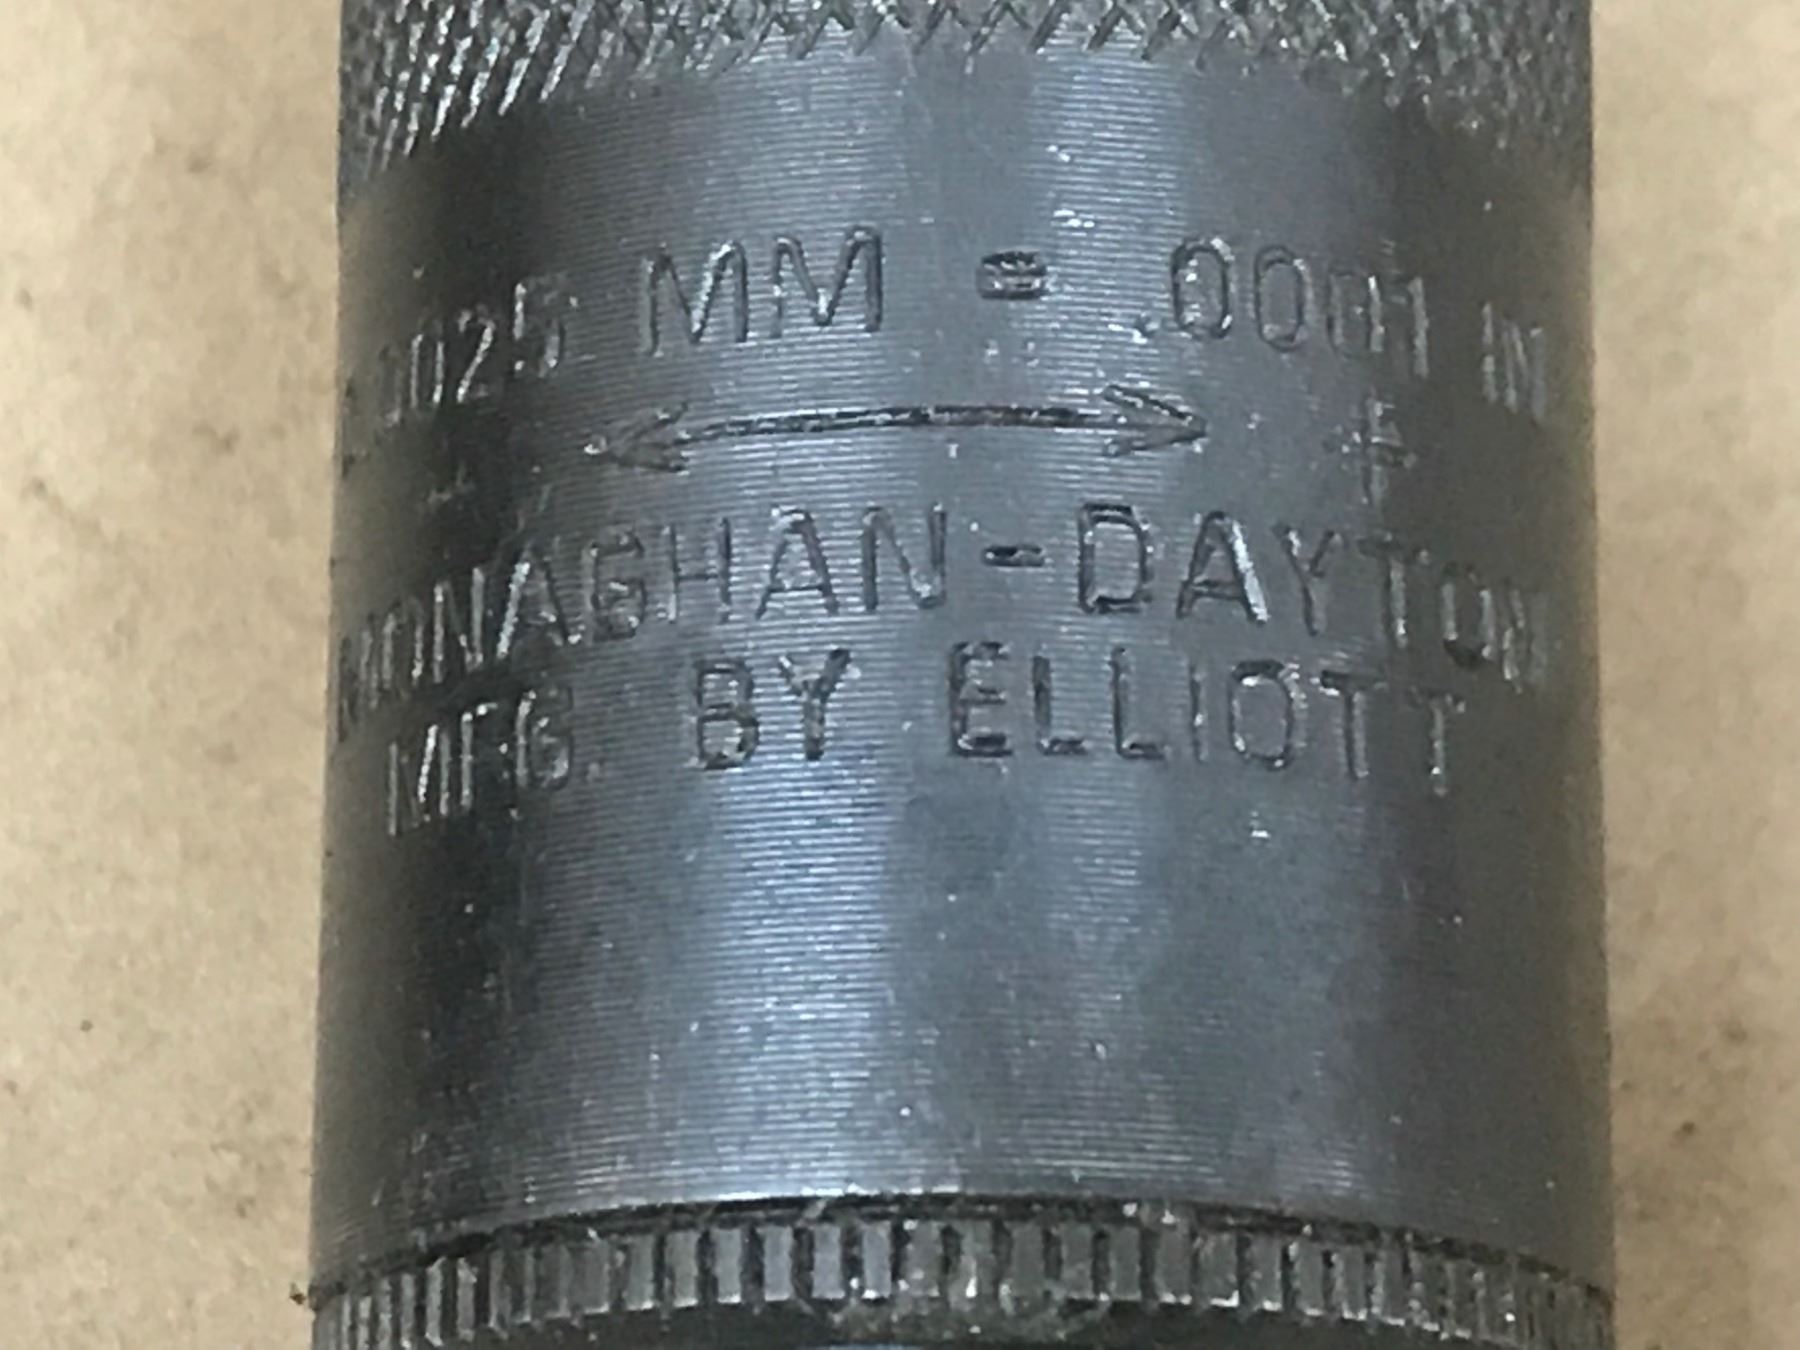 .0025 MM = .0001 IN
- +
MONAGHAN-DAYTON
MFG. BY ELLIOTT